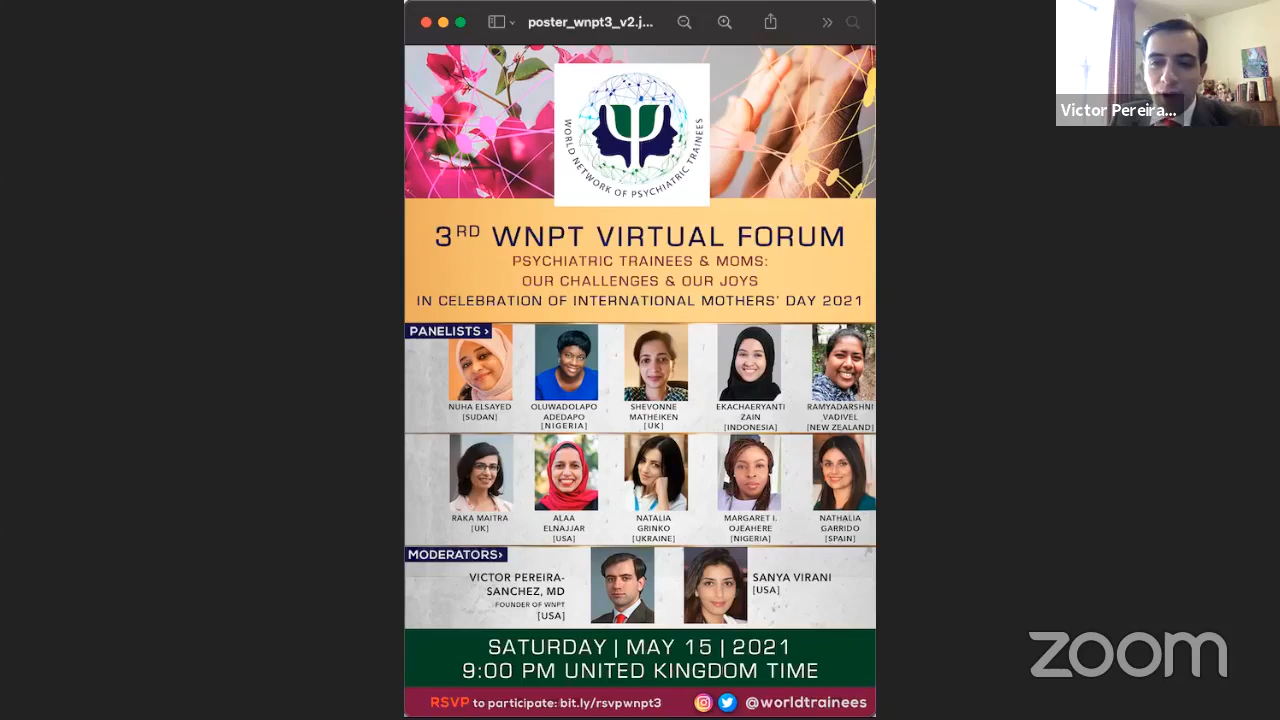 poster_wnpt3_v2.j...
Victor Pereira...
WORLD NETWORK OF PSYCHIATRIC TRAINEES
3RD WNPT VIRTUAL FORUM
PSYCHIATRIC TRAINEES & MOMS:
OUR CHALLENGES & OUR JOYS
IN CELEBRATION OF INTERNATIONAL MOTHERS' DAY 2021
PANELISTS >
NUHA ELSAYED
[SUDAN]
OLUWADOLAPO
ADEDAPO
[NIGERIA]
SHEVONNE
MATHEIKEN
[UK]
EKACHAERYANTI
ZAIN
[INDONESIA]
RAMYADARSHNI
VADIVEL
[NEW ZEALAND]
RAKA MAITRA
[UK]
ALAA
ELNAJJAR
[USA]
NATALIA
GRINKO
[UKRAINE]
MARGARET I.
OJEAHERE
[NIGERIA]
NATHALIA
GARRIDO
[SPAIN]
MODERATORS>
VICTOR PEREIRA-
SANCHEZ, MD
FOUNDER OF WNPT
[USA]
SANYA VIRANI
[USA]
SATURDAY | MAY 15 | 2021
9:00 PM UNITED KINGDOM TIME
RSVP to participate: bit.ly/rsvpwnpt3
@worldtrainees
zoom